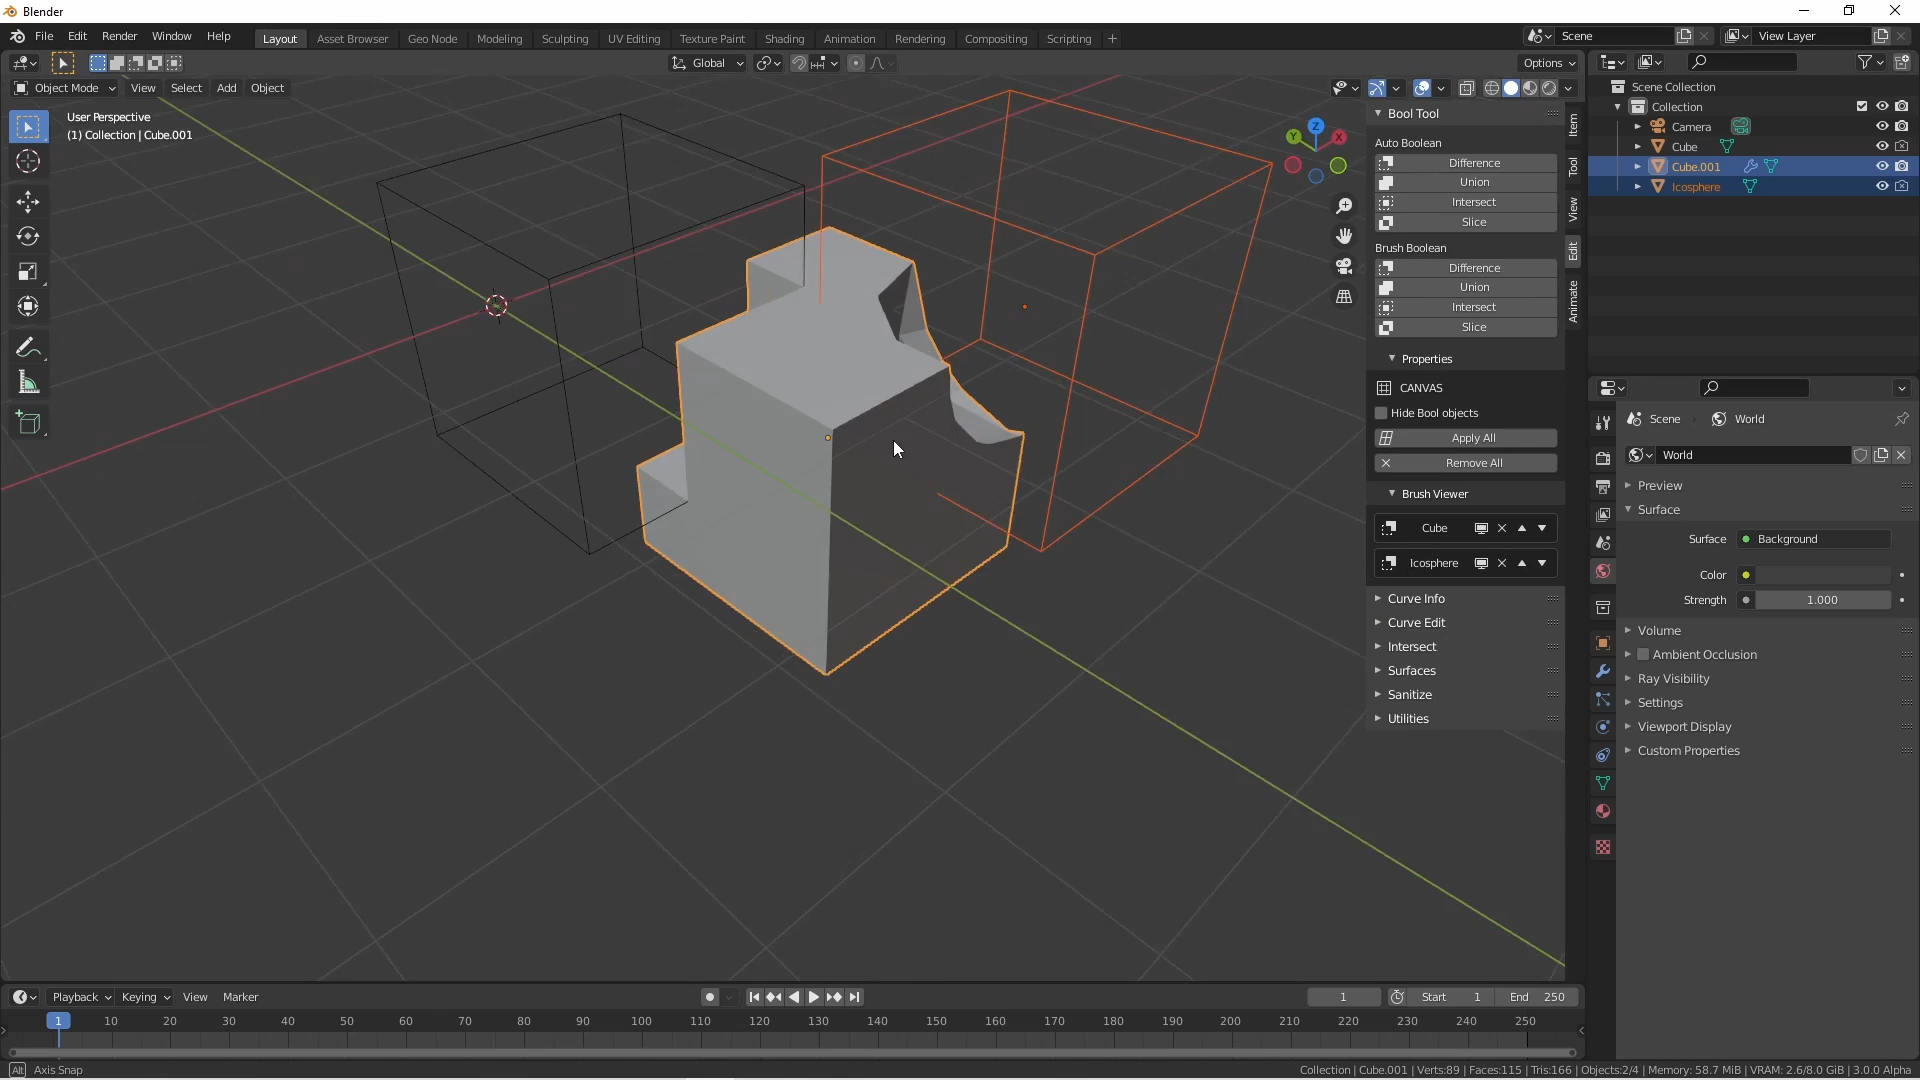 Blender
File Edit Render Window Help
Layout Asset Browser Geo Node Modeling Sculpting UV Editing Texture Paint Shading Animation Rendering Compositing Scripting +
Scene
View Layer
Global
Options
Object Mode View Select Add Object
User Perspective
(1) Collection | Cube.001
Z
Y
X
Bool Tool
Auto Boolean
Difference
Union
Intersect
Slice
Brush Boolean
Difference
Union
Intersect
Slice
Properties
CANVAS
Hide Bool objects
Apply All
Remove All
Brush Viewer
Cube
Icosphere
Curve Info
Curve Edit
Intersect
Surfaces
Sanitize
Utilities
Item
Tool
View
Edit
Animate
Scene Collection
Collection
Camera
Cube
Cube.001
Icosphere
Scene World
World
Preview
Surface
Surface Background
Color
Strength 1.000
Volume
Ambient Occlusion
Ray Visibility
Settings
Viewport Display
Custom Properties
Playback Keying View Marker
1 Start 1 End 250
1 10 20 30 40 50 60 70 80 90 100 110 120 130 140 150 160 170 180 190 200 210 220 230 240 250
Alt Axis Snap
Collection | Cube.001 | Verts:89 | Faces:115 | Tris:166 | Objects:2/4 | Memory: 58.7 MiB | VRAM: 2.6/8.0 GiB | 3.0.0 Alpha